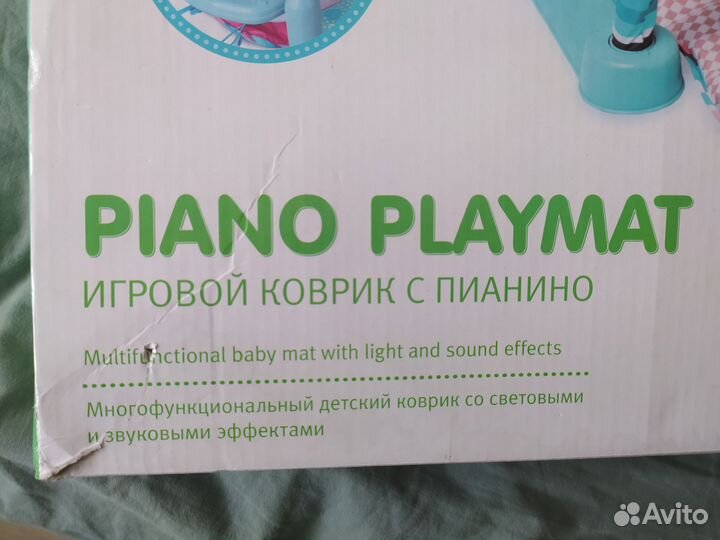 PIANO PLAYMAT
ИГРОВОЙ КОВРИК С ПИАНИНО
Multifunctional baby mat with light and sound effects
Многофункциональный детский коврик со световыми
и звуковыми эффектами
Avito